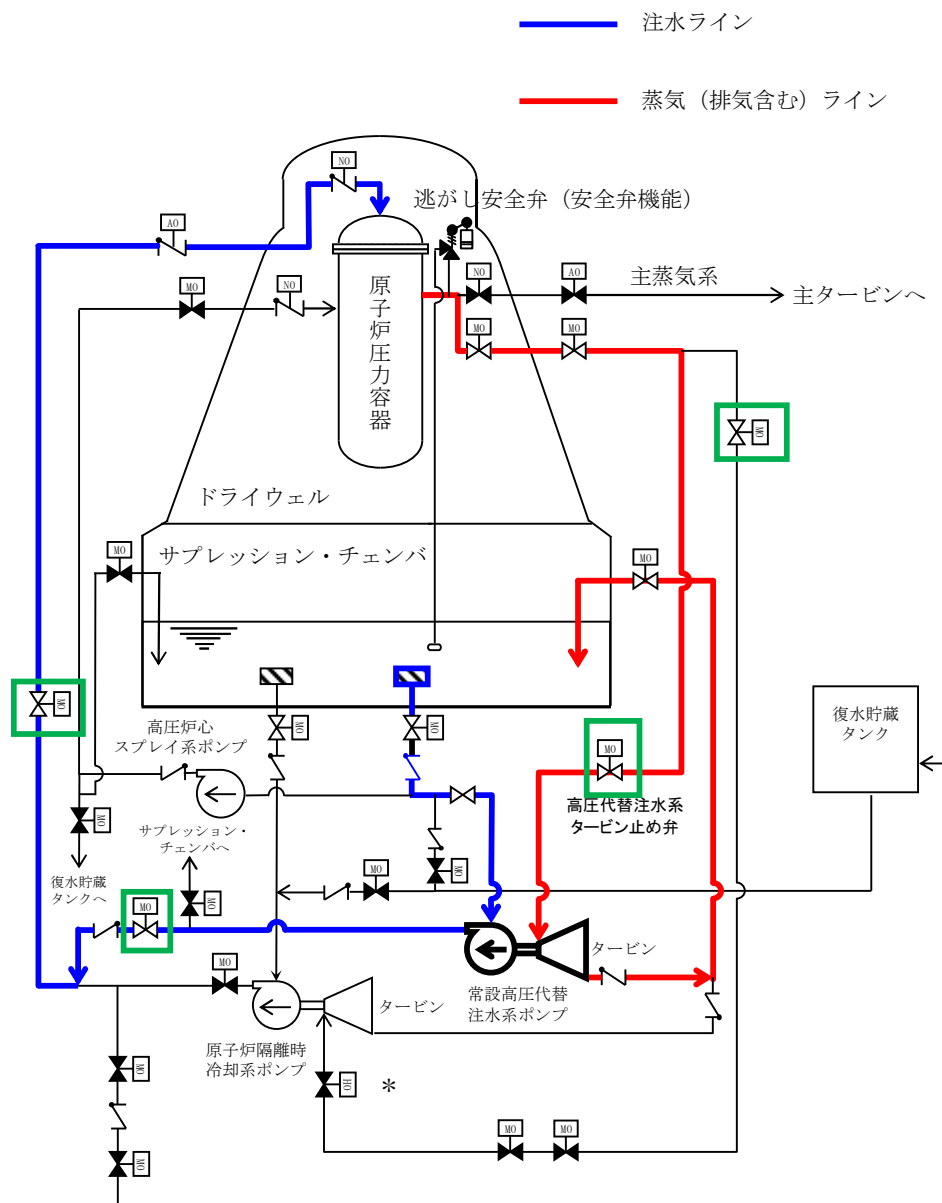 注水ライン
蒸気（排気含む）ライン
NO
逃がし安全弁（安全弁機能）
AO
MO
NO
NO
AO
主蒸気系
主タービンへ
原子炉圧力容器
MO
MO
MO
ドライウェル
サプレッション・チェンバ
MO
MO
MO
MO
MO
高圧炉心
スプレイ系ポンプ
MO
復水貯蔵
タンク
高圧代替注水系
タービン止め弁
MO
サプレッション・
チェンバへ
MO
MO
復水貯蔵
タンクへ
MO
MO
タービン
MO
常設高圧代替
注水系ポンプ
タービン
原子炉隔離時
冷却系ポンプ
MO
HO
＊
MO
MO
MO